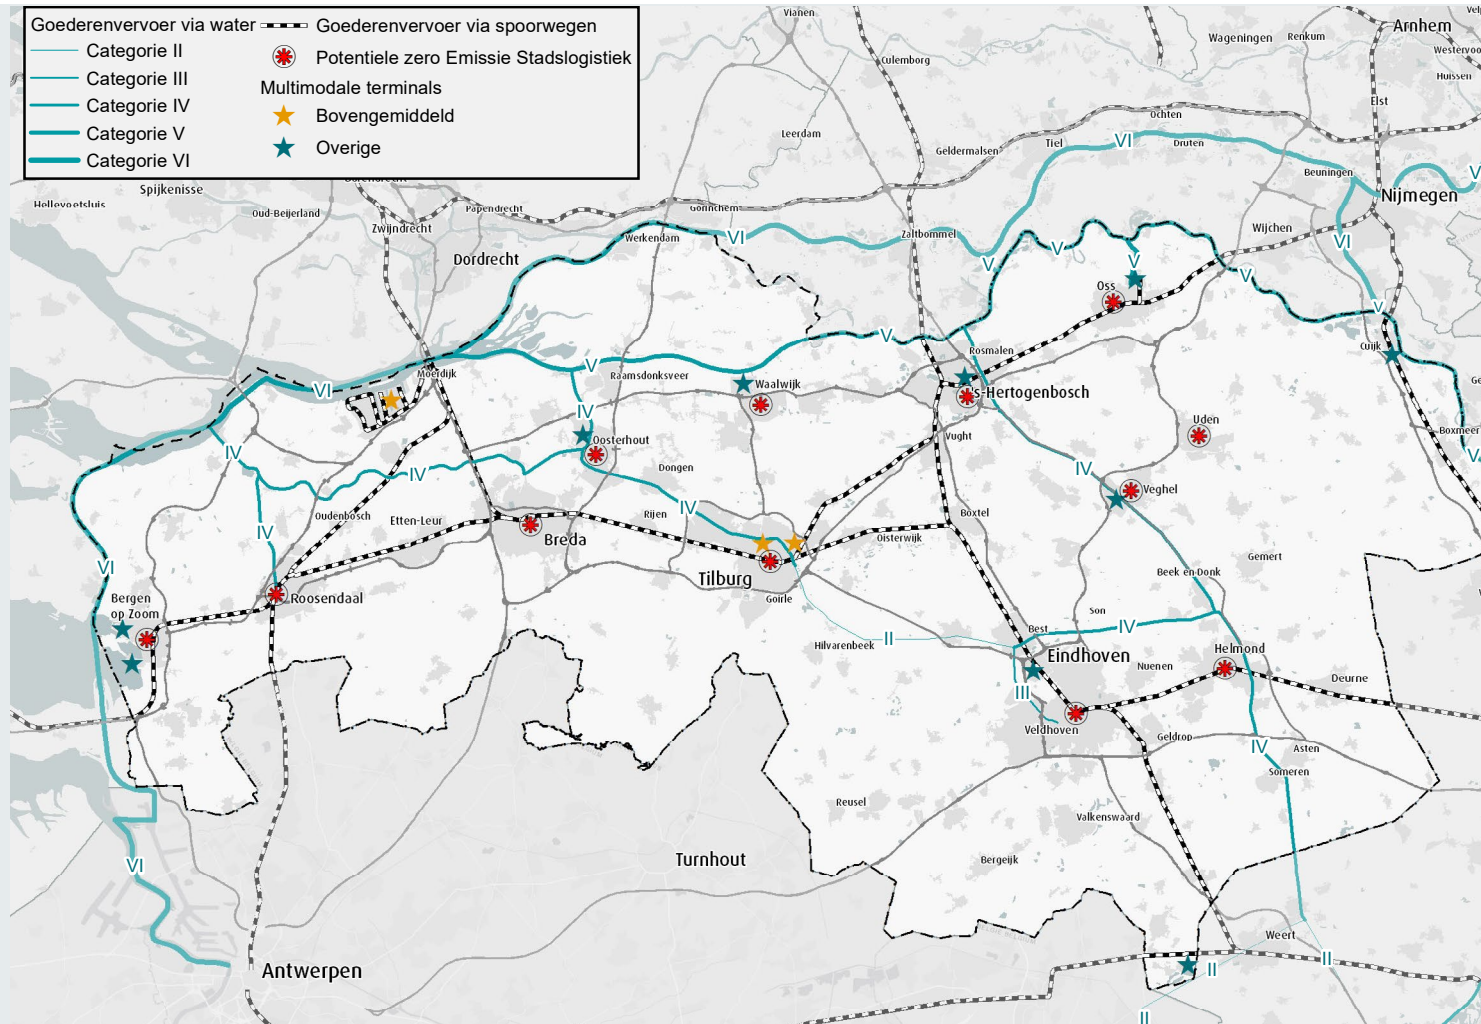 Goederenvervoer via water
Goederenvervoer via spoorwegen
Categorie II
Potentiele zero Emissie Stadslogistiek
Categorie III
Multimodale terminals
Categorie IV
Bovengemiddeld
Categorie V
Overige
Categorie VI
Vianen
Culemborg
Wageningen
Renkum
Arnhem
Westervoo
Huissen
Elst
Ochten
Leerdam
Tiel
VI
Druten
Geldermalsen
Beuningen
V
Nijmegen
Spijkenisse
Hellevoetsluis
Oud-Beijerland
Zwijndrecht
Papendrecht
Gorinchem
Werkendam
VI
Zaltbommel
Wijchen
VI
Dordrecht
V
V
V
V
Oss
V
V
Cuijk
Rosmalen
Moerdijk
V
Raamsdonksveer
VI
Waalwijk
's-Hertogenbosch
IV
Oosterhout
Uden
Boxmeer
Vught
IV
IV
Dongen
IV
V
Veghel
Oudenbosch
Etten-Leur
Rijen
IV
Boxtel
IV
Breda
Oisterwijk
Gemert
VI
Tilburg
Beek en Donk
Bergen
op Zoom
Roosendaal
Goirle
Son
Best
IV
Hilvarenbeek
II
Eindhoven
Helmond
Nuenen
Deurne
III
Veldhoven
Geldrop
IV
Asten
Someren
Reusel
Valkenswaard
VI
Turnhout
Bergeijk
Weert
II
II
Antwerpen
II